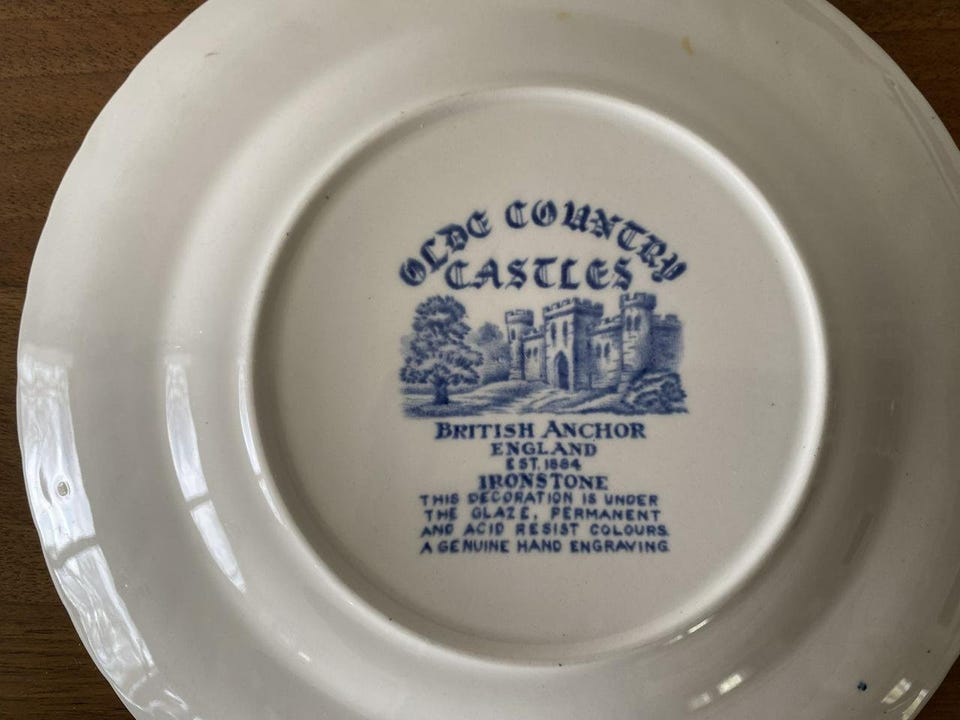 OLDE COUNTRY
CASTLES
BRITISH ANCHOR
ENGLAND
EST. 1884
IRONSTONE
THIS DECORATION IS UNDER
THE GLAZE, PERMANENT
AND ACID RESIST COLOURS.
A GENUINE HAND ENGRAVING.